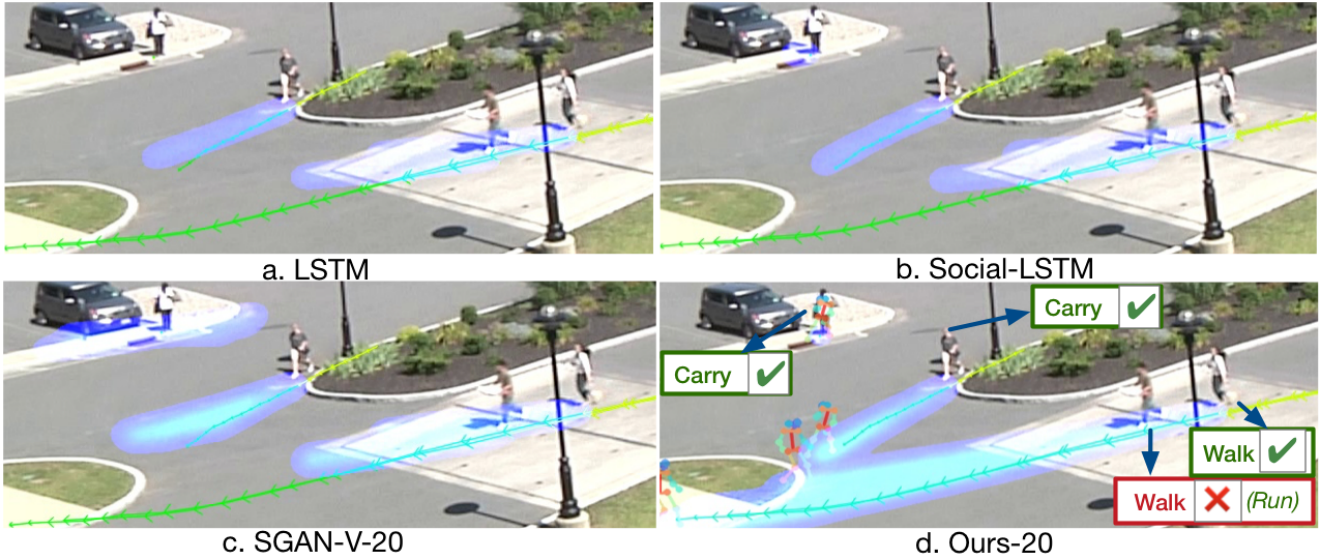 a. LSTM
b. Social-LSTM
Carry ✔
Carry ✔
Walk ✔
Walk ✕ (Run)
c. SGAN-V-20
d. Ours-20